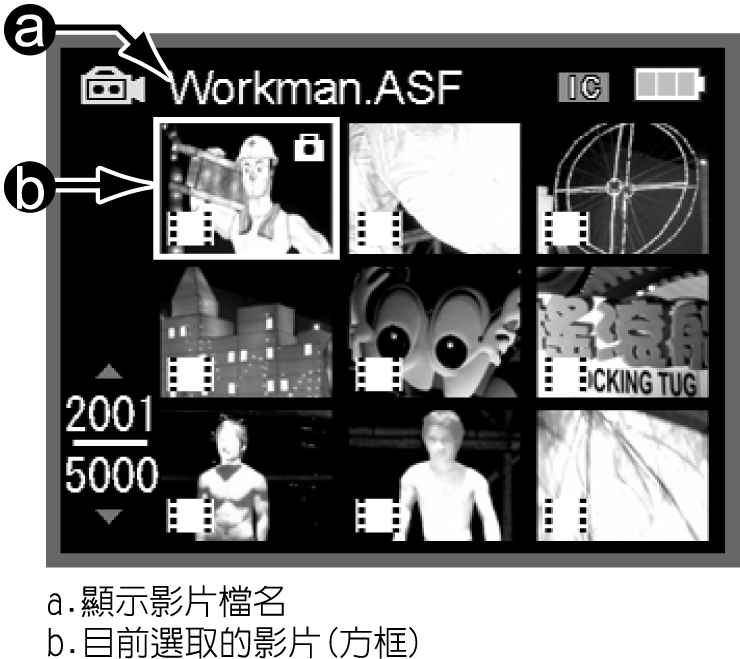 a
Workman.ASF
IC
b
OCKING TUG
2001
5000
a.顯示影片檔名
b.目前選取的影片(方框)